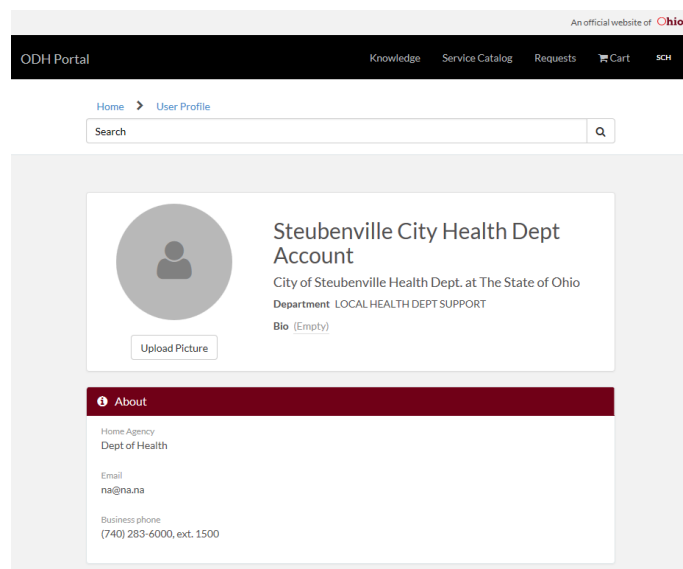 An official website of Ohio
ODH Portal Knowledge Service Catalog Requests Cart SCH
Home > User Profile
Search
Steubenville City Health Dept
Account
City of Steubenville Health Dept. at The State of Ohio
Department LOCAL HEALTH DEPT SUPPORT
Bio (Empty)
Upload Picture
About
Home Agency
Dept of Health
Email
na@na.na
Business phone
(740) 283-6000, ext. 1500